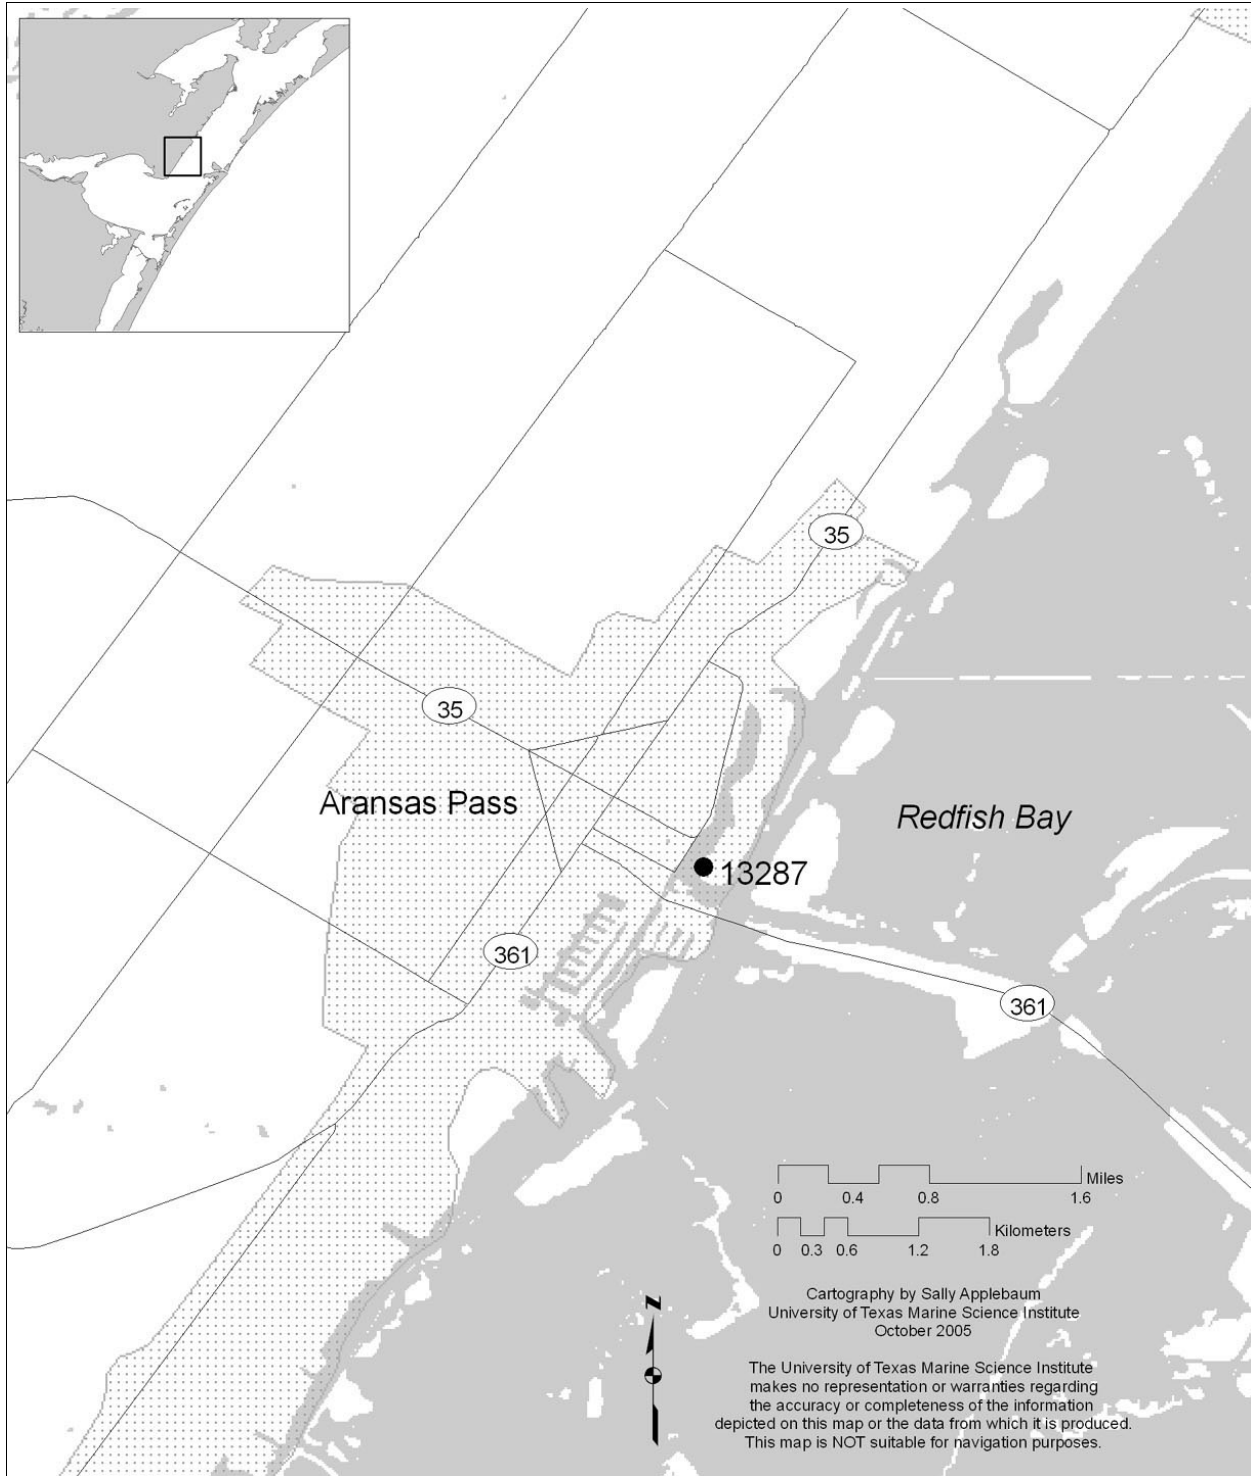 35
35
Aransas Pass
Redfish Bay
13287
361
361
Miles
0 0.4 0.8 1.6
Kilometers
0 0.3 0.6 1.2 1.8
Cartography by Sally Applebaum
University of Texas Marine Science Institute
October 2005
N
The University of Texas Marine Science Institute
makes no representation or warranties regarding
the accuracy or completeness of the information
depicted on this map or the data from which it is produced.
This map is NOT suitable for navigation purposes.